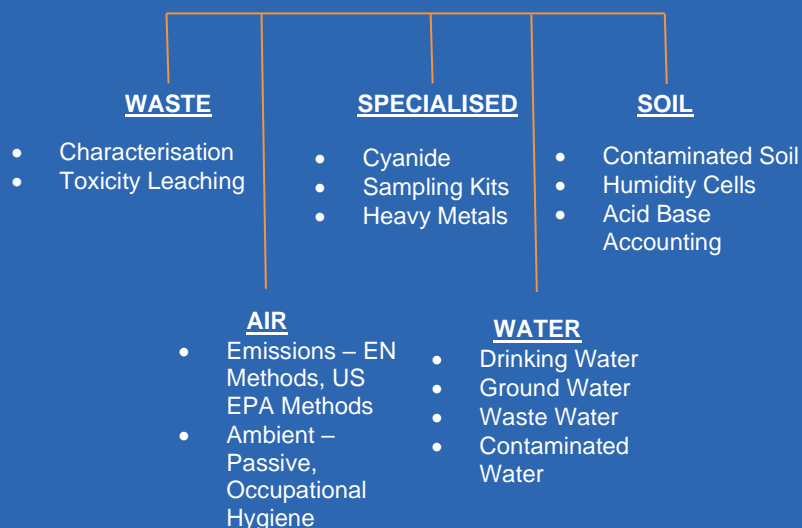 WASTE
• Characterisation
• Toxicity Leaching
SPECIALISED
• Cyanide
• Sampling Kits
• Heavy Metals
SOIL
• Contaminated Soil
• Humidity Cells
• Acid Base
Accounting
AIR
• Emissions – EN
Methods, US
EPA Methods
• Ambient –
Passive,
Occupational
Hygiene
WATER
• Drinking Water
• Ground Water
• Waste Water
• Contaminated
Water